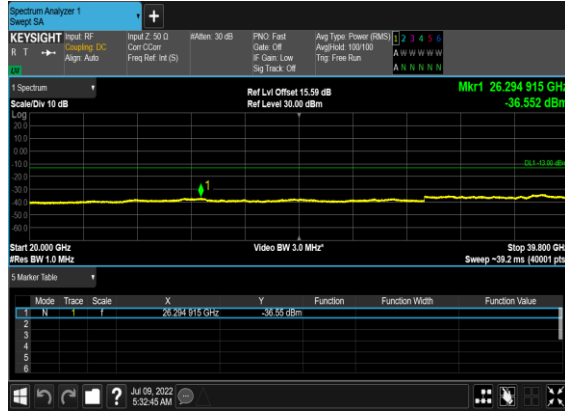 Spectrum Analyzer 1
Swept SA
+
KEYSIGHT Input: RF Input Z: 50 Ω #Atten: 30 dB PNO: Fast Avg Type: Power (RMS) 1 2 3 4 5 6
R T Coupling: DC Corr CCorr Gate: Off Avg|Hold: 100/100 A W W W W W
Align: Auto Freq Ref: Int (S) IF Gain: Low Trig: Free Run
Sig Track: Off A N N N N N
1 Spectrum Ref Lvl Offset 15.59 dB Mkr1 26.294 915 GHz
Scale/Div 10 dB Ref Level 30.00 dBm -36.552 dBm
Log
20.0
10.0
0.00
-10.0
DL1 -13.00 dBm
-20.0
1
-30.0
-40.0
-50.0
-60.0
Start 20.000 GHz Video BW 3.0 MHz* Stop 39.800 GHz
#Res BW 1.0 MHz Sweep ~39.2 ms (40001 pts)
5 Marker Table
Mode Trace Scale X Y Function Function Width Function Value
1 N 1 f 26.294 915 GHz -36.55 dBm
2
3
4
5
6
? Jul 09, 2022
5:32:45 AM